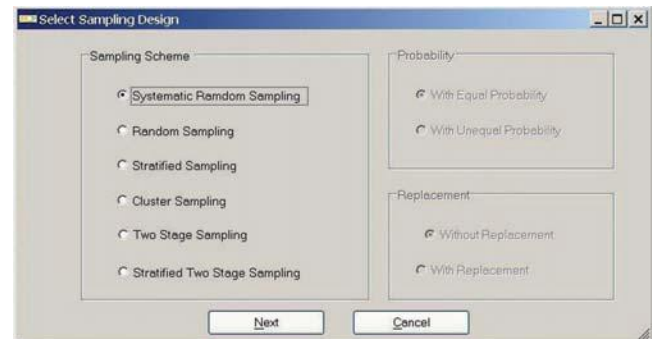 Select Sampling Design
Sampling Scheme
Systematic Ramdom Sampling
Random Sampling
Stratified Sampling
Cluster Sampling
Two Stage Sampling
Stratified Two Stage Sampling
Probability
With Equal Probability
With Unequal Probability
Replacement
Without Replacement
With Replacement
Next
Cancel